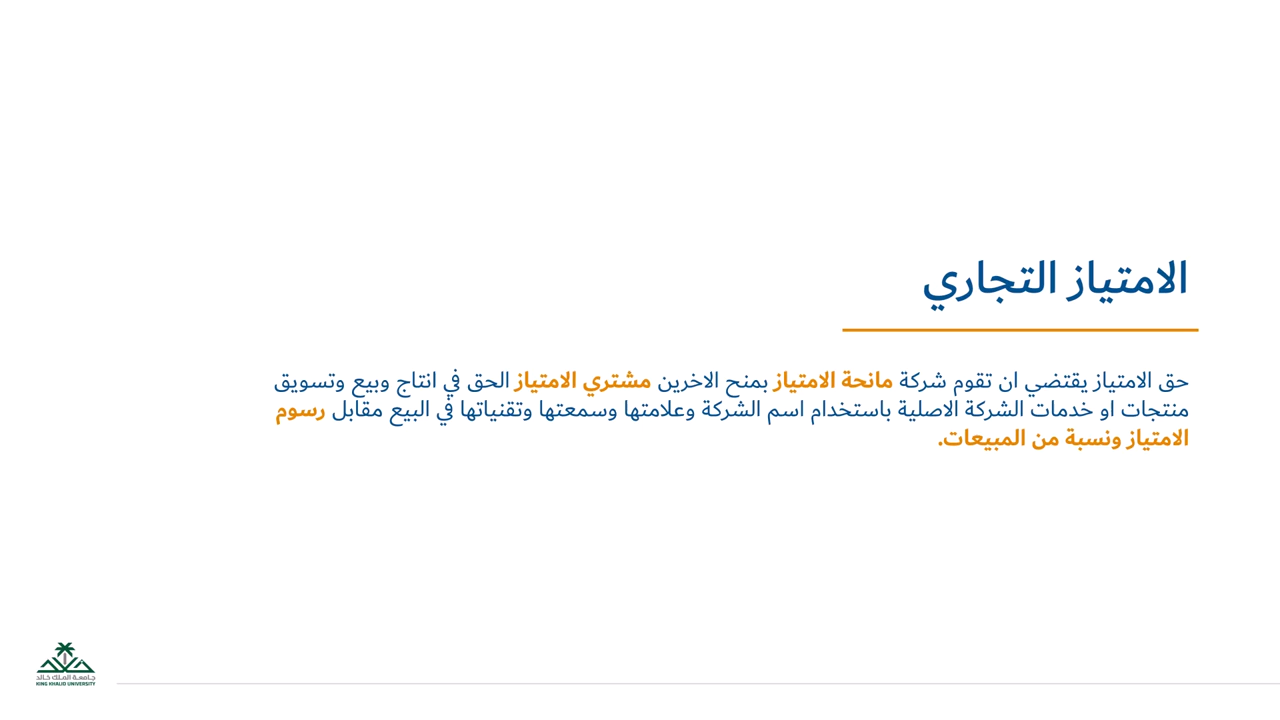 الامتياز التجاري
حق الامتياز يقتضي ان تقوم شركة مانحة الامتياز بمنح الاخرين مشتري الامتياز الحق في انتاج وبيع وتسويق
منتجات او خدمات الشركة الاصلية باستخدام اسم الشركة وعلامتها وسمعتها وتقنياتها في البيع مقابل رسوم
الامتياز ونسبة من المبيعات.
جامعة الملك خالد
KING KHALID UNIVERSITY